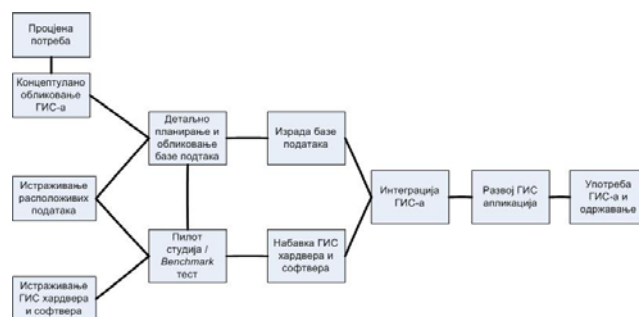 Процјена
потреба
Концептулано
обликовање
ГИС-а
Детаљно
планирање и
обликовање
базе подтака
Израда базе
података
Истраживање
расположивих
података
Интеграција
ГИС-а
Развој ГИС
апликација
Употреба
ГИС-а и
одржавање
Пилот
студија /
Benchmark
тест
Набавка ГИС
хардвера и
софтвера
Истраживање
ГИС хардвера
и софтвера